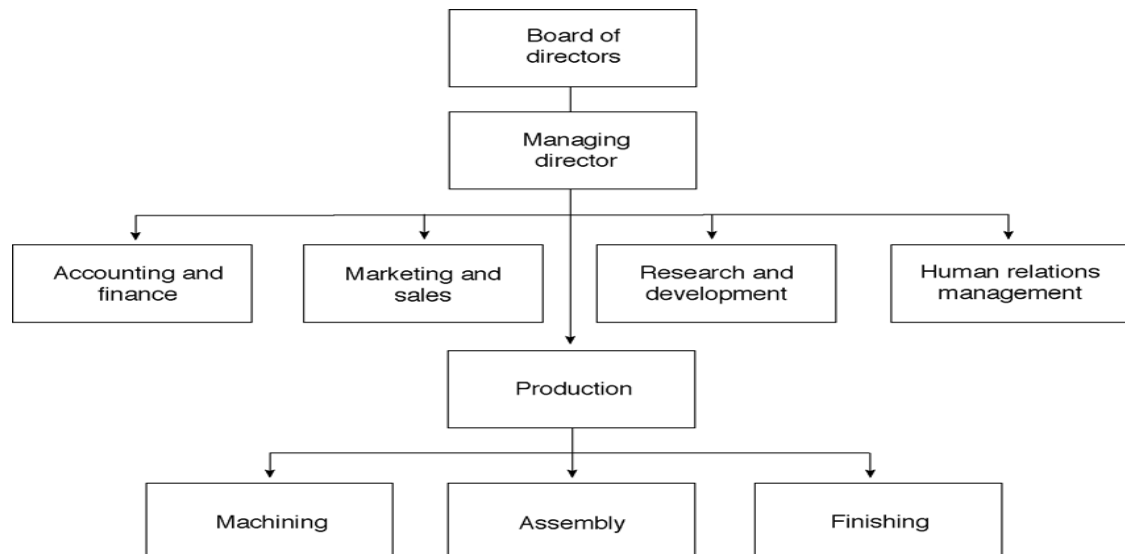 Board of
directors
Managing
director
Accounting and
finance
Marketing and
sales
Research and
development
Human relations
management
Production
Machining
Assembly
Finishing